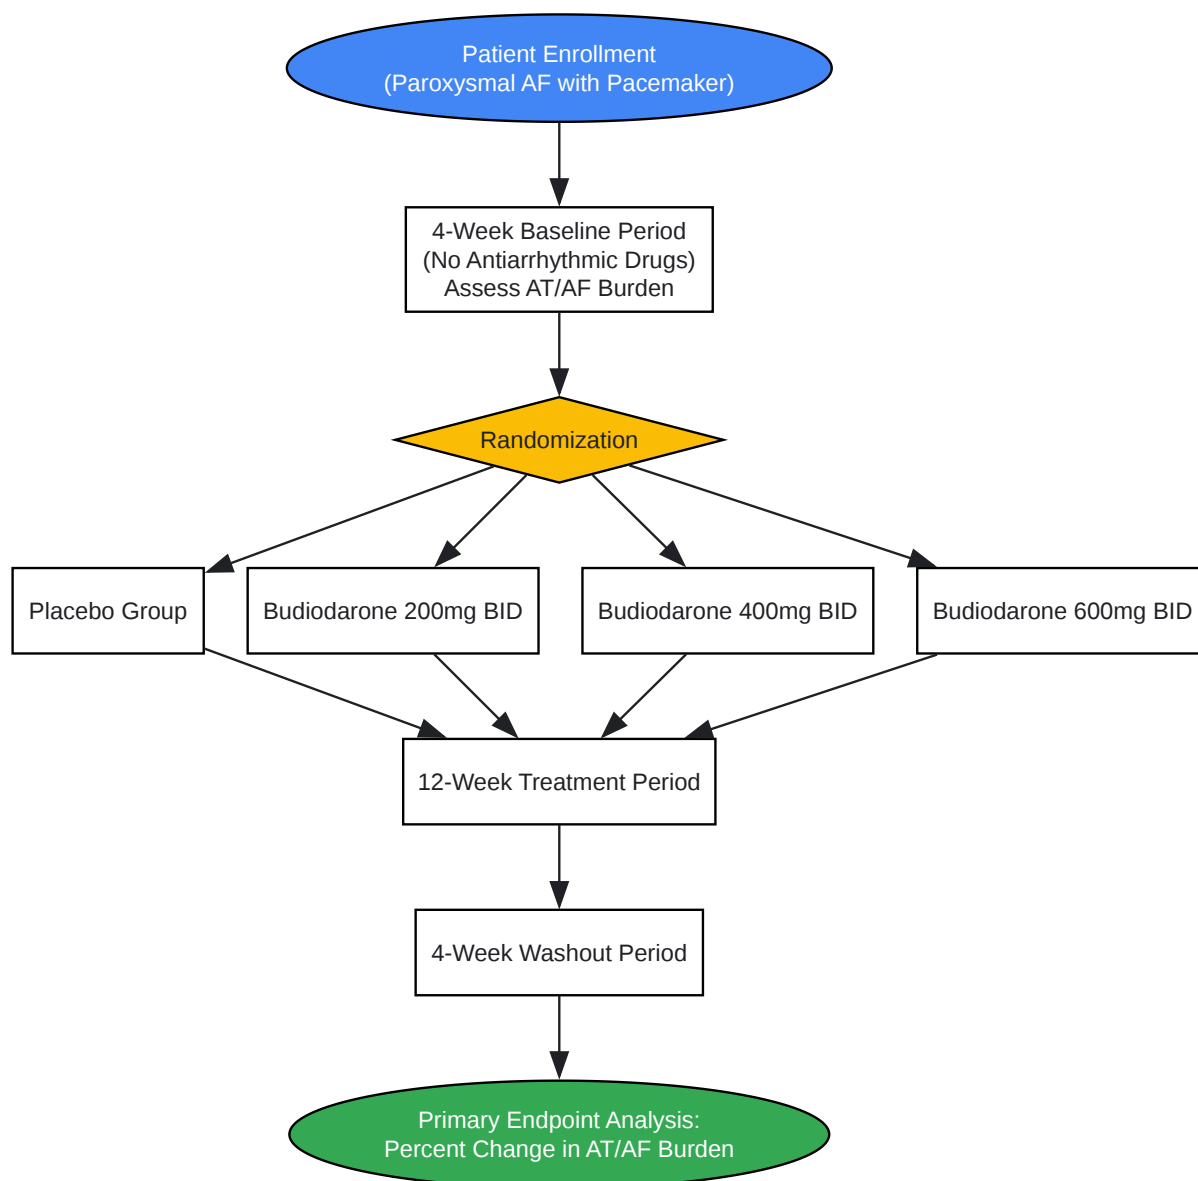 Patient Enrollment
(Paroxysmal AF with Pacemaker)
4-Week Baseline Period
(No Antiarrhythmic Drugs)
Assess AT/AF Burden
Randomization
Placebo Group
Budiodarone 200mg BID
Budiodarone 400mg BID
Budiodarone 600mg BID
12-Week Treatment Period
4-Week Washout Period
Primary Endpoint Analysis:
Percent Change in AT/AF Burden